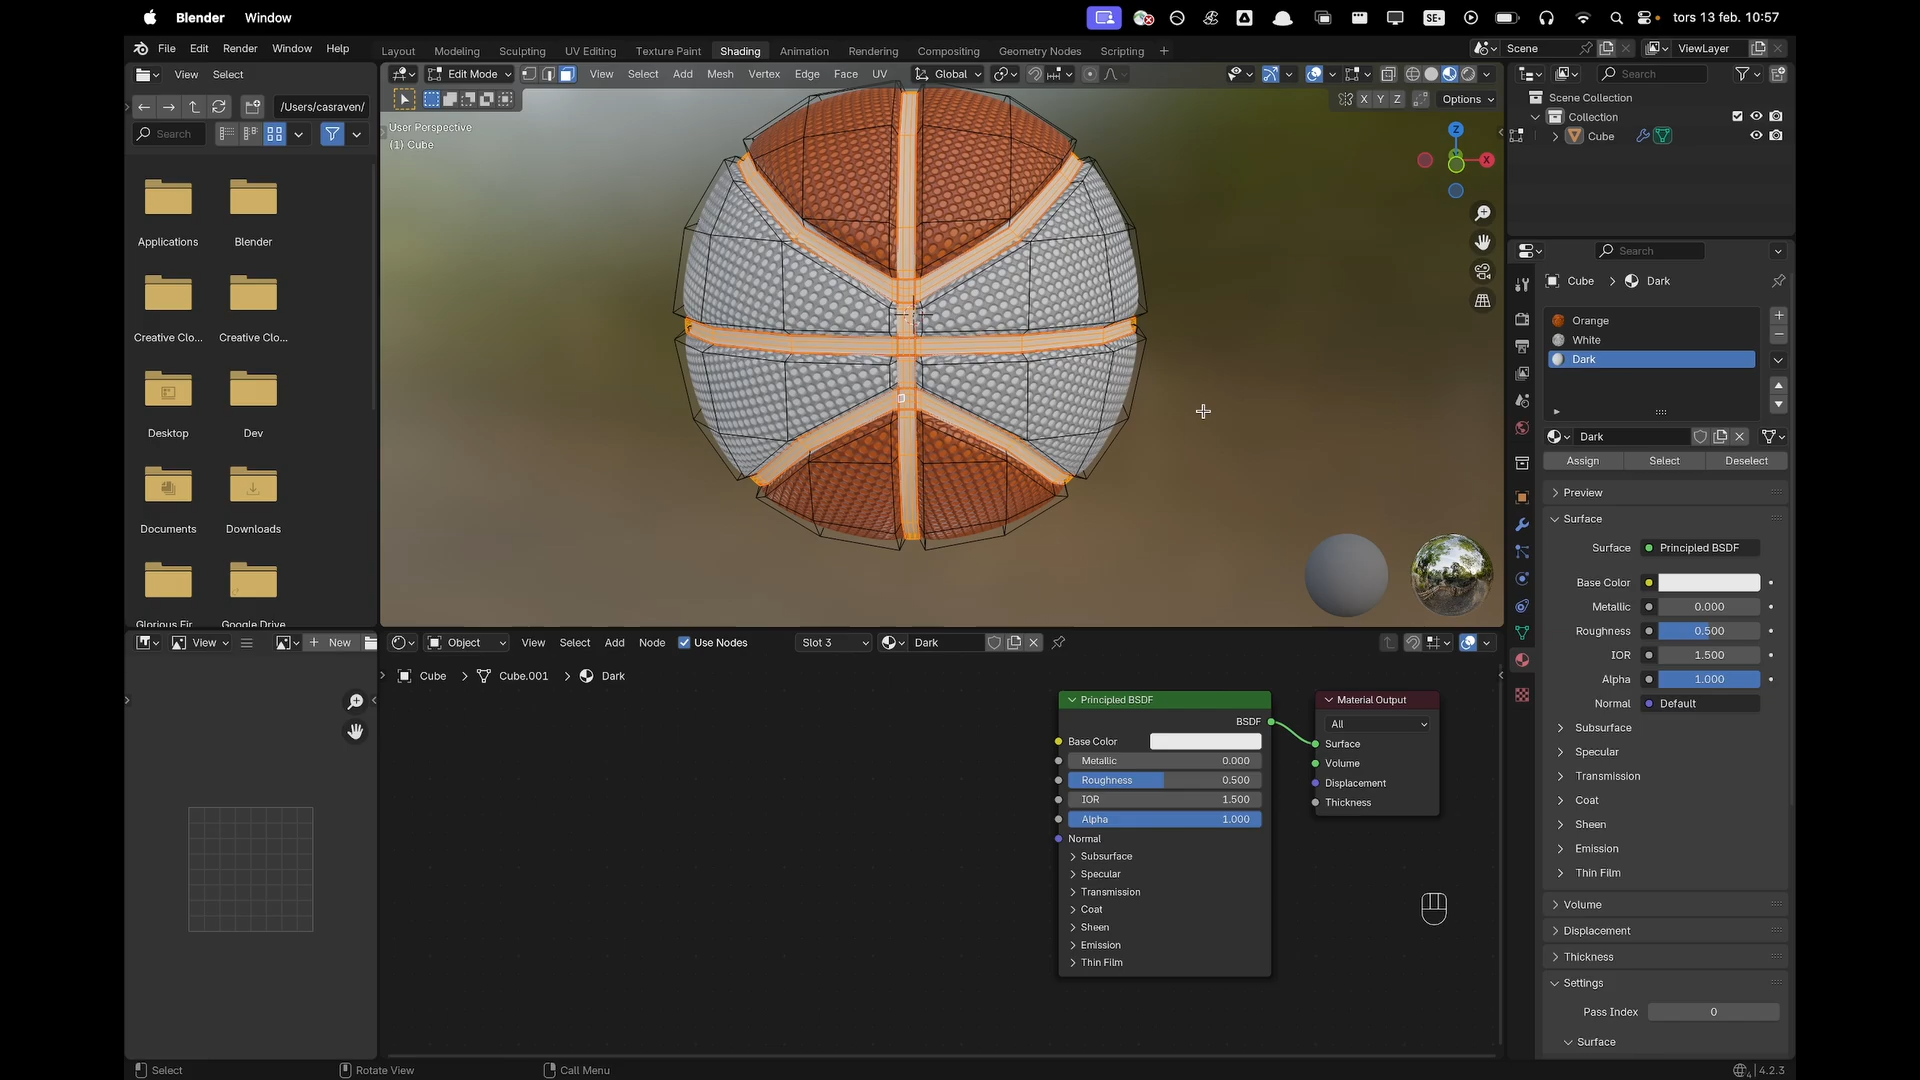 Blender Window
SE
tors 13 feb. 10:57
File Edit Render Window Help
Layout Modeling Sculpting UV Editing Texture Paint Shading Animation Rendering Compositing Geometry Nodes Scripting +
Scene
ViewLayer
View Select
Edit Mode View Select Add Mesh Vertex Edge Face UV Global
Search
Scene Collection
Collection
Cube
/Users/casraven/
Search
X Y Z Options
User Perspective
(1) Cube
Z
X
Applications
Blender
Creative Clo...
Creative Clo...
Desktop
Dev
Documents
Downloads
Glorious Fir
Google Drive
Search
Cube > Dark
Orange
White
Dark
Dark
Assign Select Deselect
Preview
Surface
Surface Principled BSDF
Base Color
Metallic 0.000
Roughness 0.500
IOR 1.500
Alpha 1.000
Normal Default
Subsurface
Specular
Transmission
Coat
Sheen
Emission
Thin Film
Volume
Displacement
Thickness
Settings
Pass Index 0
Surface
View + New
Object View Select Add Node Use Nodes Slot 3 Dark
Cube > Cube.001 > Dark
Principled BSDF
BSDF
Base Color
Metallic 0.000
Roughness 0.500
IOR 1.500
Alpha 1.000
Normal
Subsurface
Specular
Transmission
Coat
Sheen
Emission
Thin Film
Material Output
All
Surface
Volume
Displacement
Thickness
Select Rotate View Call Menu 4.2.3